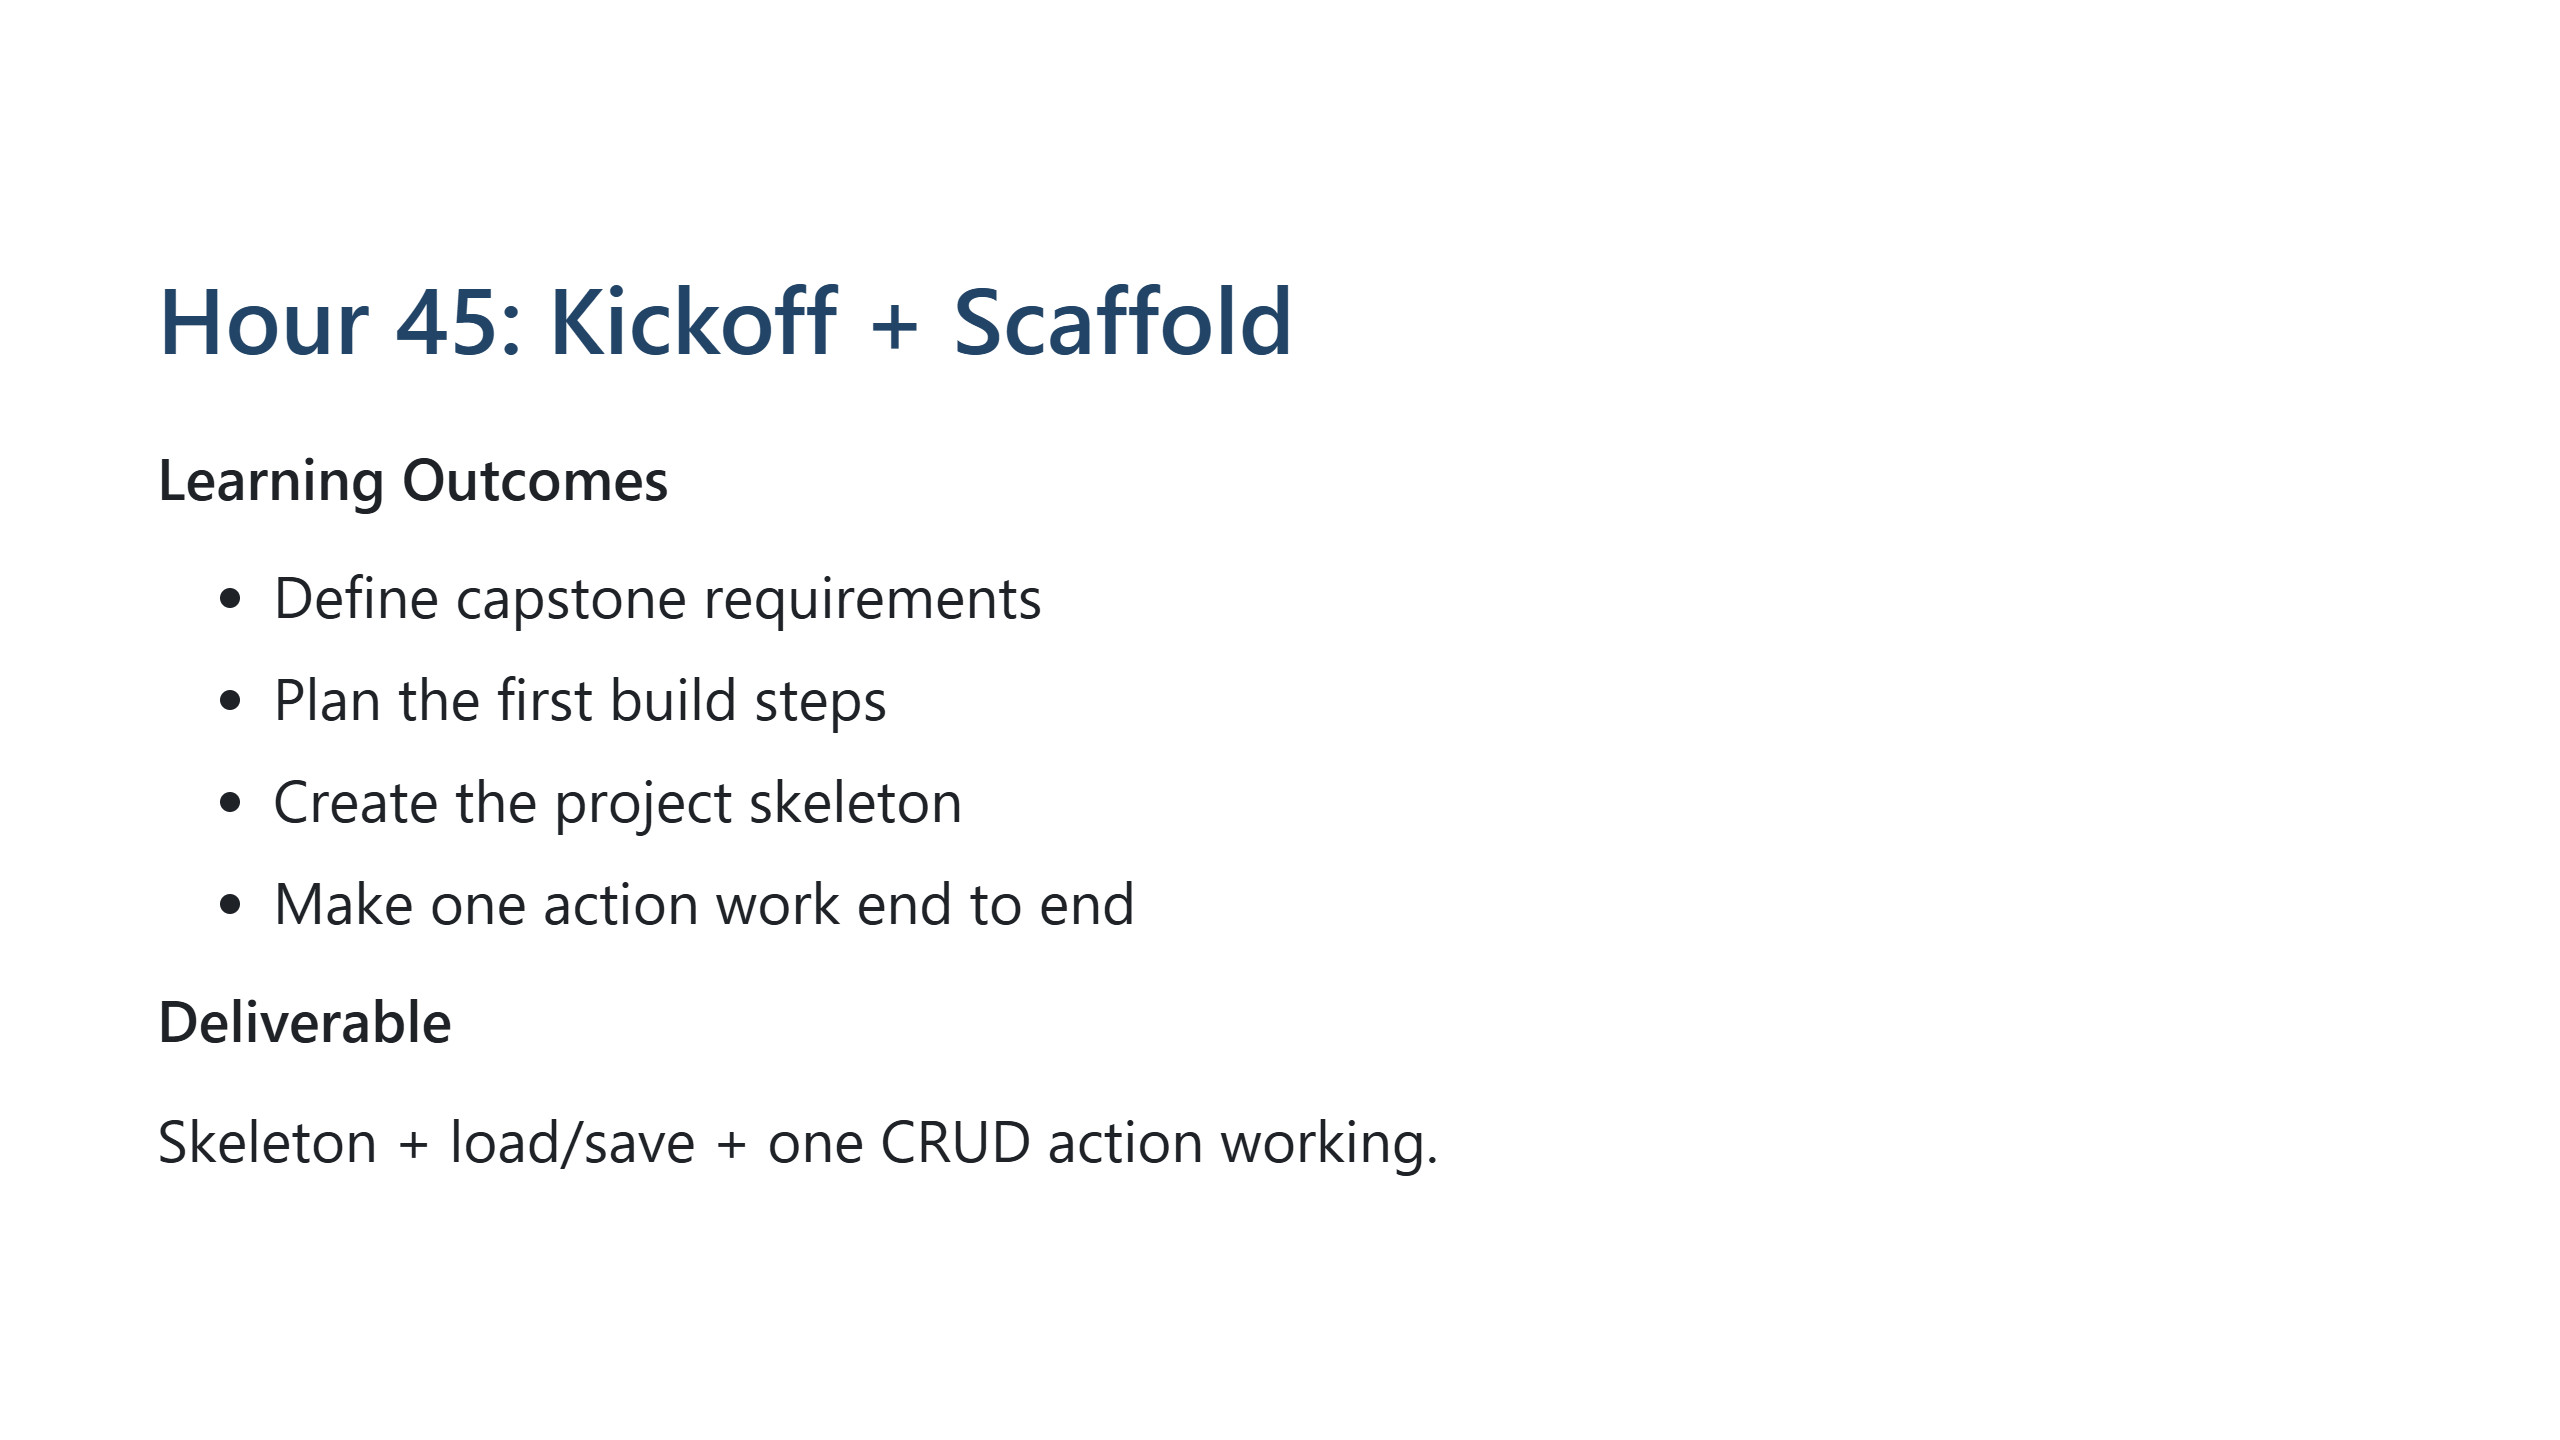 Hour 45: Kickoff + Scaffold
Learning Outcomes
• Define capstone requirements
• Plan the first build steps
• Create the project skeleton
• Make one action work end to end
Deliverable
Skeleton + load/save + one CRUD action working.